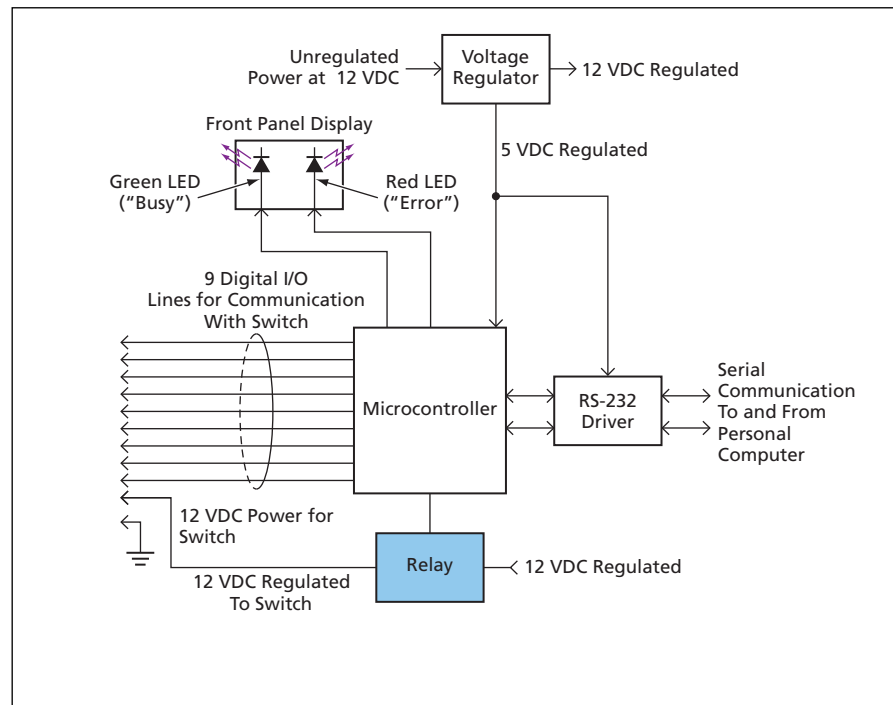 Unregulated
Power at 12 VDC
Voltage
Regulator
12 VDC Regulated
Front Panel Display
5 VDC Regulated
Green LED
(“Busy”)
Red LED
(“Error”)
9 Digital I/O
Lines for Communication
With Switch
Microcontroller
RS-232
Driver
Serial
Communication
To and From
Personal
Computer
12 VDC Power for
Switch
12 VDC Regulated
To Switch
Relay
12 VDC Regulated